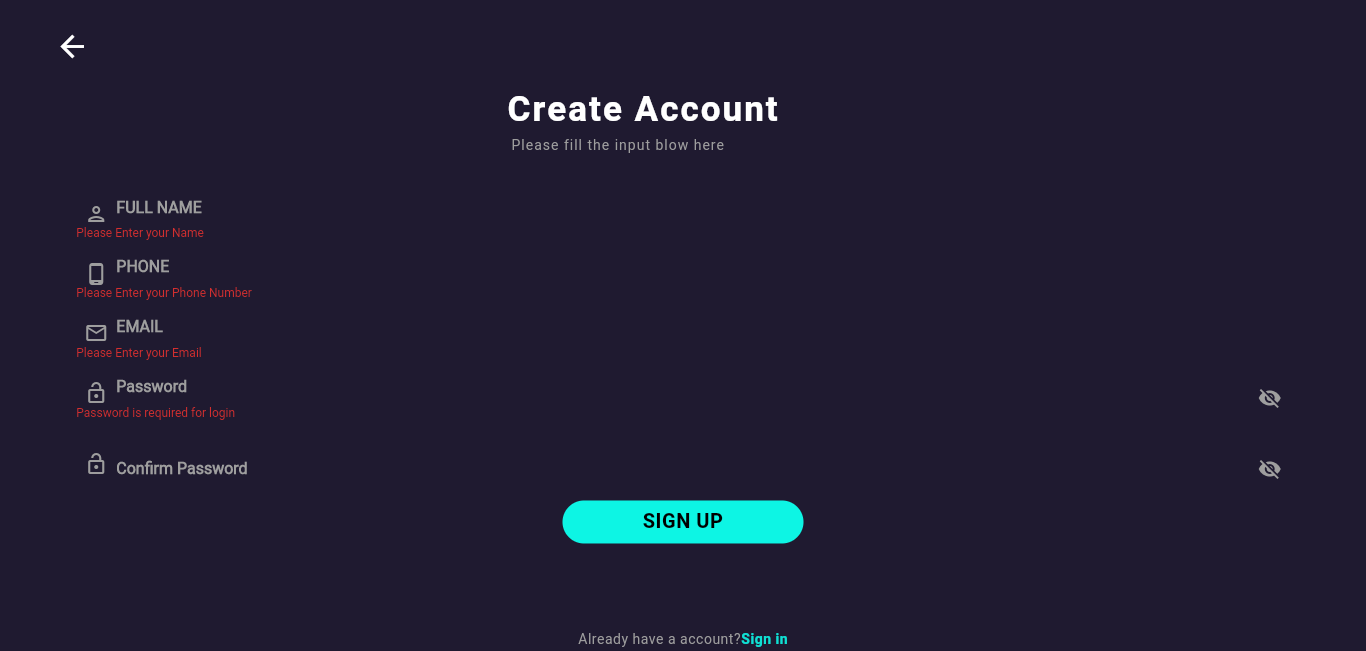 Create Account
Please fill the input blow here
FULL NAME
Please Enter your Name
PHONE
Please Enter your Phone Number
EMAIL
Please Enter your Email
Password
Password is required for login
Confirm Password
SIGN UP
Already have a account?Sign in